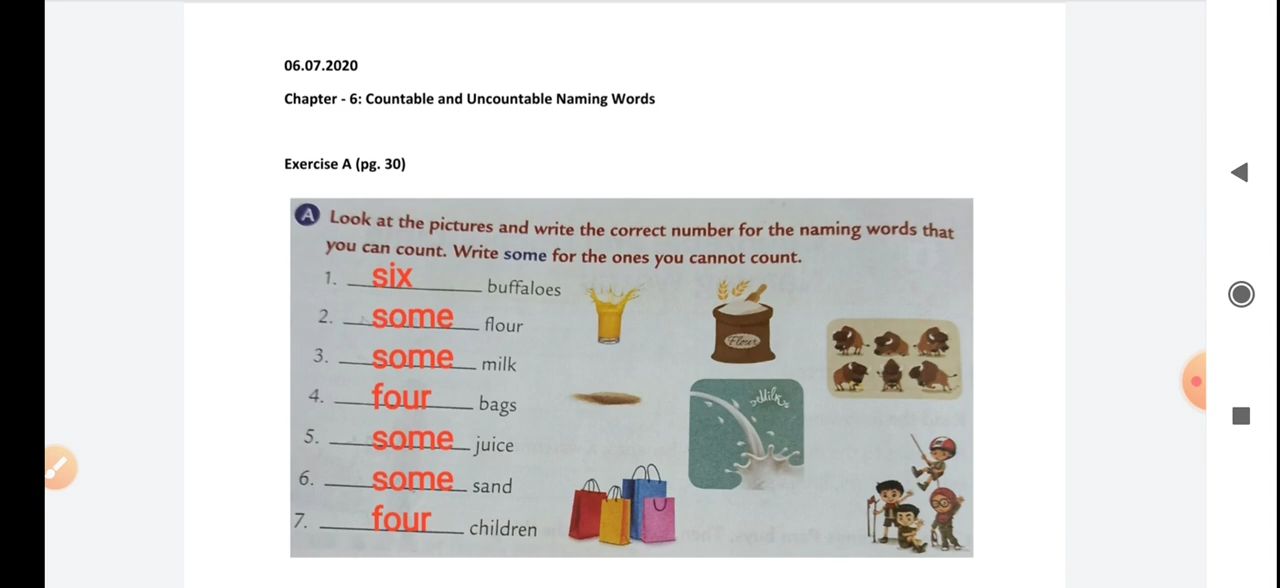 06.07.2020
Chapter - 6: Countable and Uncountable Naming Words
Exercise A (pg. 30)
A Look at the pictures and write the correct number for the naming words that
you can count. Write some for the ones you cannot count.
1. six buffaloes
2. some flour
3. some milk
4. four bags
5. some juice
6. some sand
7. four children
Flour
Milk